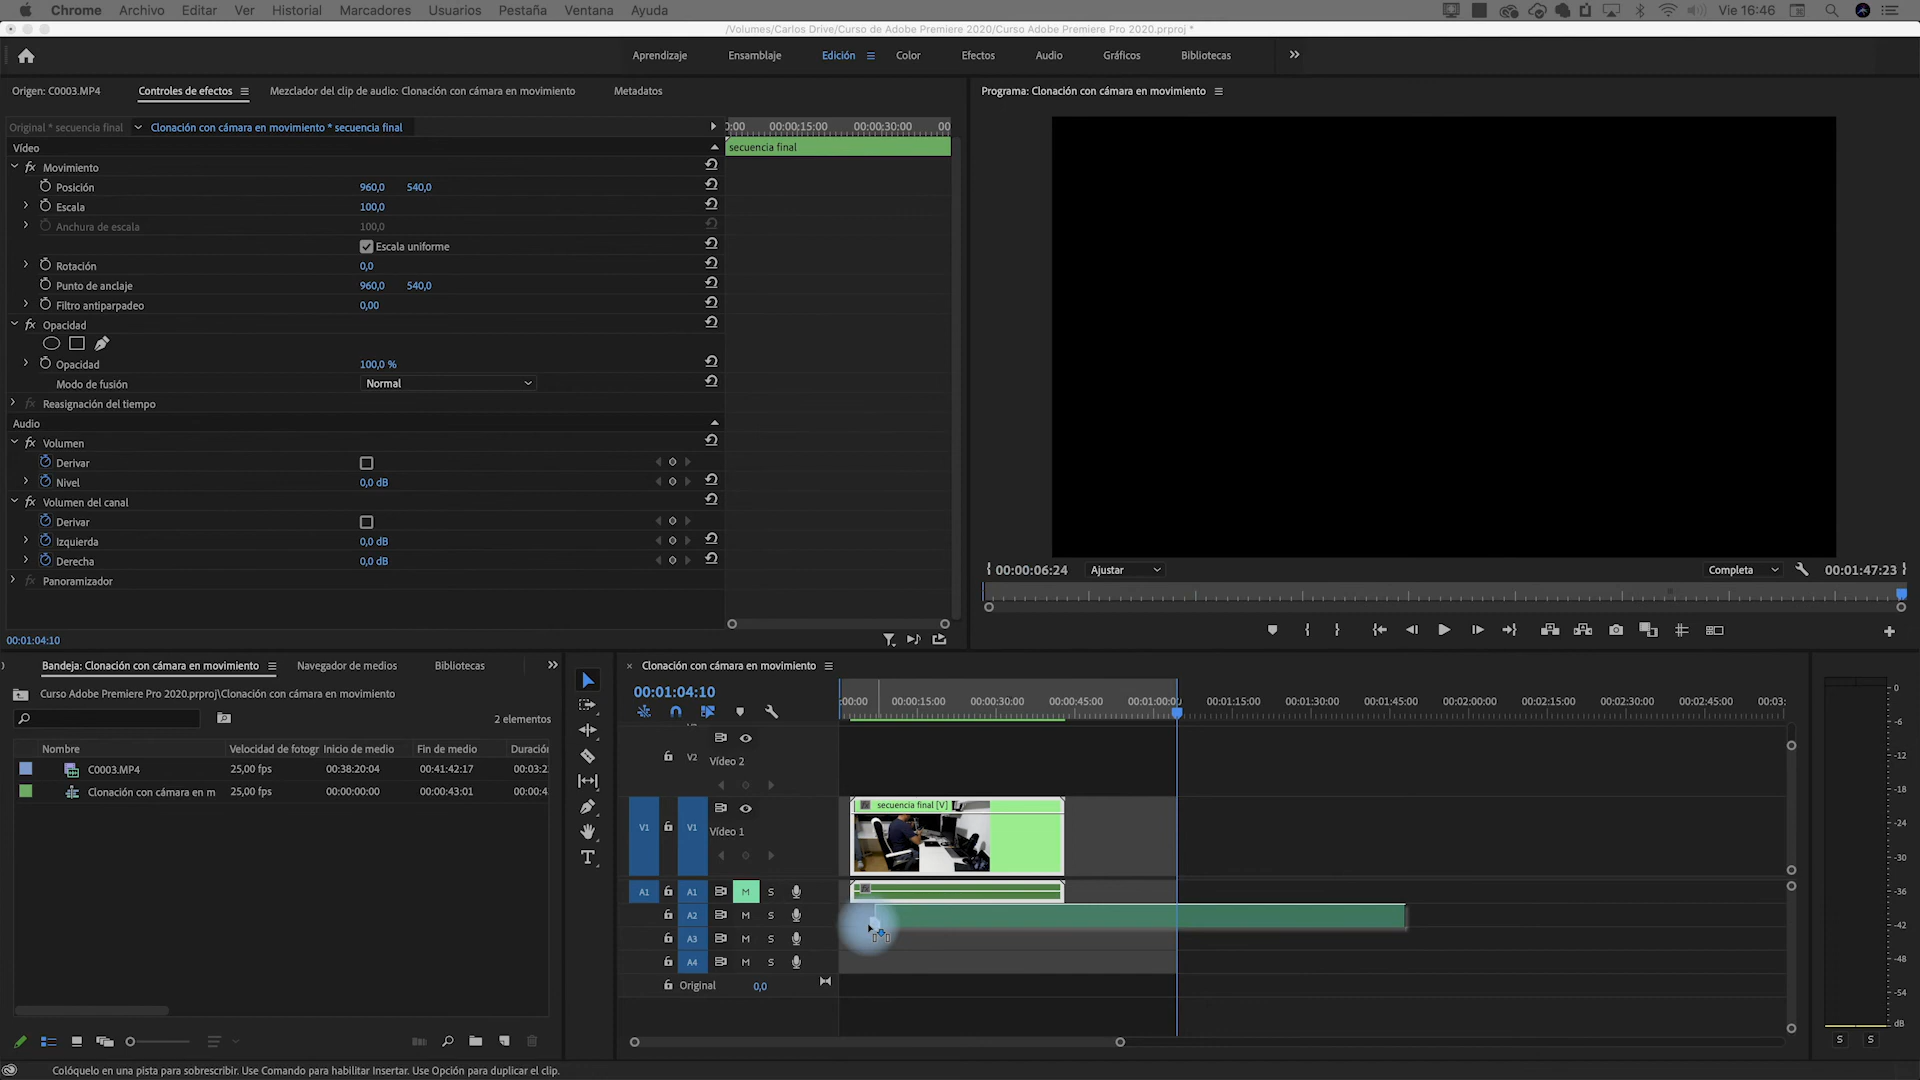 Chrome Archivo Editar Ver Historial Marcadores Usuarios Pestaña Ventana Ayuda Vie 16:46
/Volumes/Carlos Drive/Curso de Adobe Premiere 2020/Curso Adobe Premiere Pro 2020.prproj *
Aprendizaje Ensamblaje Edición Color Efectos Audio Gráficos Bibliotecas
Origen: C0003.MP4 Controles de efectos Mezclador del clip de audio: Clonación con cámara en movimiento Metadatos
Programa: Clonación con cámara en movimiento
Original * secuencia final Clonación con cámara en movimiento * secuencia final
:00 00:00:15:00 00:00:30:00 00
Vídeo
secuencia final
fx Movimiento
Posición 960,0 540,0
Escala 100,0
Anchura de escala 100,0
Escala uniforme
Rotación 0,0
Punto de anclaje 960,0 540,0
Filtro antiparpadeo 0,00
fx Opacidad
Opacidad 100,0 %
Modo de fusión Normal
fx Reasignación del tiempo
Audio
fx Volumen
Derivar
Nivel 0,0 dB
fx Volumen del canal
Derivar
Izquierda 0,0 dB
Derecha 0,0 dB
fx Panoramizador
00:01:04:10
00:00:06:24 Ajustar Completa 00:01:47:23
Bandeja: Clonación con cámara en movimiento Navegador de medios Bibliotecas
Curso Adobe Premiere Pro 2020.prproj\Clonación con cámara en movimiento
2 elementos
Nombre Velocidad de fotogr Inicio de medio Fin de medio Duración
C0003.MP4 25,00 fps 00:38:20:04 00:41:42:17 00:03:2
Clonación con cámara en m 25,00 fps 00:00:00:00 00:00:43:01 00:00:4
× Clonación con cámara en movimiento
00:01:04:10
:00:00 00:00:15:00 00:00:30:00 00:00:45:00 00:01:00:0 00:01:15:00 00:01:30:00 00:01:45:00 00:02:00:00 00:02:15:00 00:02:30:00 00:02:45:00 00:03:
V2 Vídeo 2
V1 V1 Vídeo 1
fx secuencia final [V]
A1 A1 M S
fx
A2 M S
A3 M S
A4 M S
Original 0,0
0
-6
-12
-18
-24
-30
-36
-42
-48
-54
dB
S S
Colóquelo en una pista para sobrescribir. Use Comando para habilitar Insertar. Use Opción para duplicar el clip.